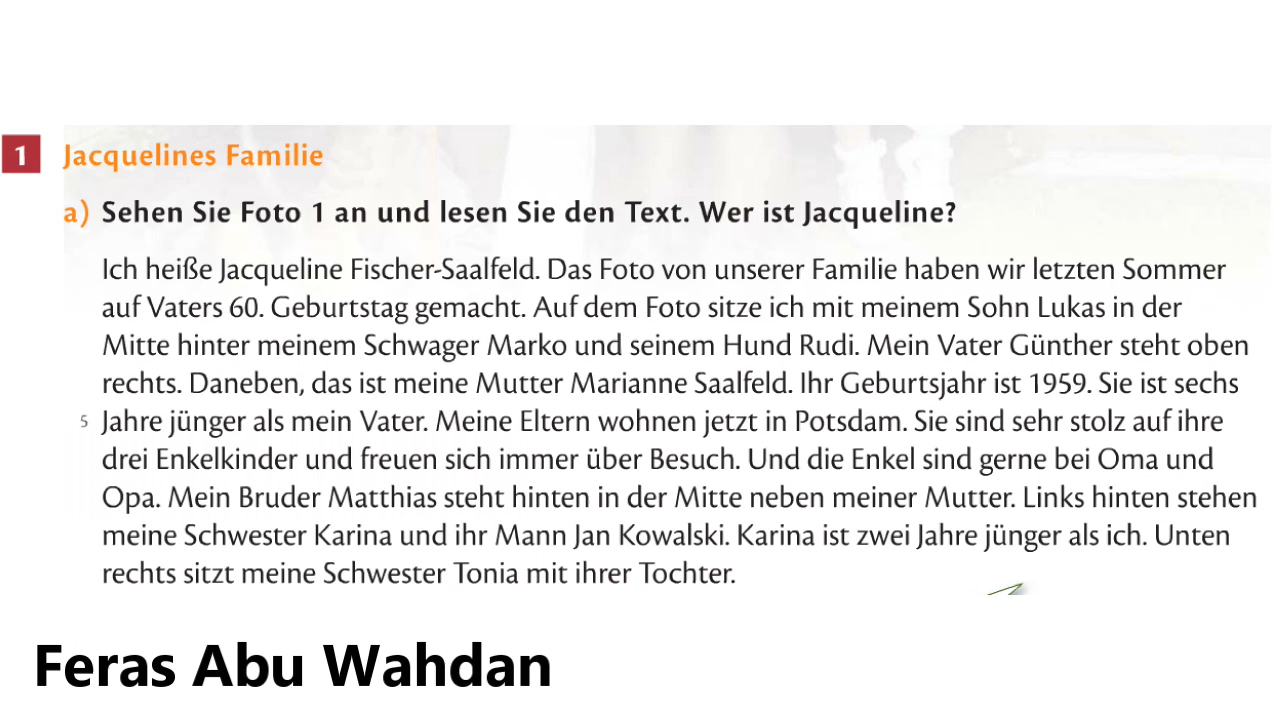 1 Jacquelines Familie
a) Sehen Sie Foto 1 an und lesen Sie den Text. Wer ist Jacqueline?
Ich heiße Jacqueline Fischer-Saalfeld. Das Foto von unserer Familie haben wir letzten Sommer
auf Vaters 60. Geburtstag gemacht. Auf dem Foto sitze ich mit meinem Sohn Lukas in der
Mitte hinter meinem Schwager Marko und seinem Hund Rudi. Mein Vater Günther steht oben
rechts. Daneben, das ist meine Mutter Marianne Saalfeld. Ihr Geburtsjahr ist 1959. Sie ist sechs
5 Jahre jünger als mein Vater. Meine Eltern wohnen jetzt in Potsdam. Sie sind sehr stolz auf ihre
drei Enkelkinder und freuen sich immer über Besuch. Und die Enkel sind gerne bei Oma und
Opa. Mein Bruder Matthias steht hinten in der Mitte neben meiner Mutter. Links hinten stehen
meine Schwester Karina und ihr Mann Jan Kowalski. Karina ist zwei Jahre jünger als ich. Unten
rechts sitzt meine Schwester Tonia mit ihrer Tochter.
Feras Abu Wahdan